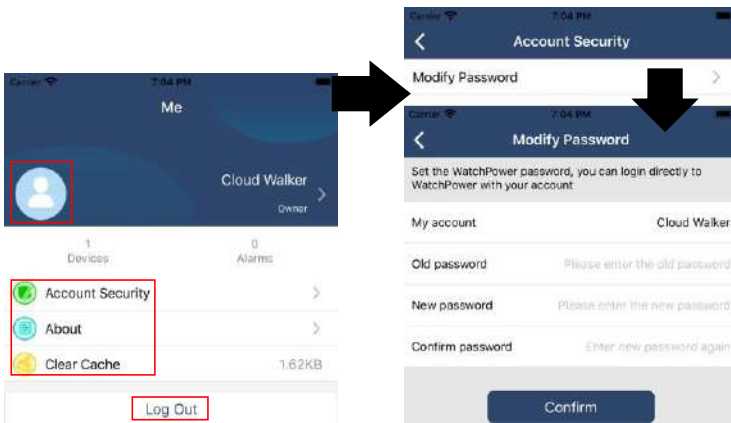 Carrier 7:04 PM
Me
Cloud Walker
Owner
1
Devices
0
Alarms
Account Security
About
Clear Cache 1.62KB
Log Out
Carrier 7:04 PM
Account Security
Modify Password
Carrier 7:04 PM
Modify Password
Set the WatchPower password, you can login directly to
WatchPower with your account
My account Cloud Walker
Old password Please enter the old password
New password Please enter the new password
Confirm password Enter new password again
Confirm